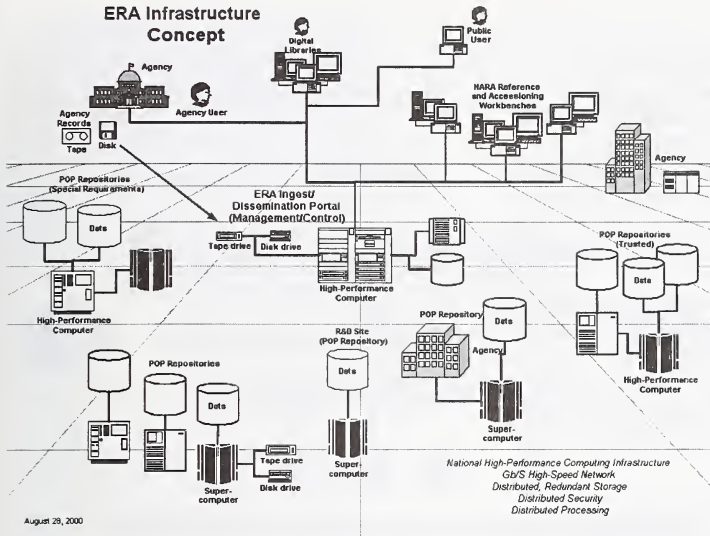 ERA Infrastructure
Concept
Agency
Agency User
Digital
Libraries
Public
User
NARA Reference
and Accessioning
Workbenches
Agency
Records
Tape
Disk
Agency
POP Repositories
(Special Requirements)
Data
High-Performance
Computer
ERA Ingest/
Dissemination Portal
(Management/Control)
Tape drive
Disk drive
High-Performance
Computer
POP Repositories
(Trusted)
Data
High-Performance
Computer
POP Repositories
Data
Super-
computer
Tape drive
Disk drive
R&D Site
(POP Repository)
Data
Super-
computer
POP Repository
Agency
Data
Super-
computer
National High-Performance Computing Infrastructure
Gb/S High-Speed Network
Distributed, Redundant Storage
Distributed Security
Distributed Processing
August 28, 2000